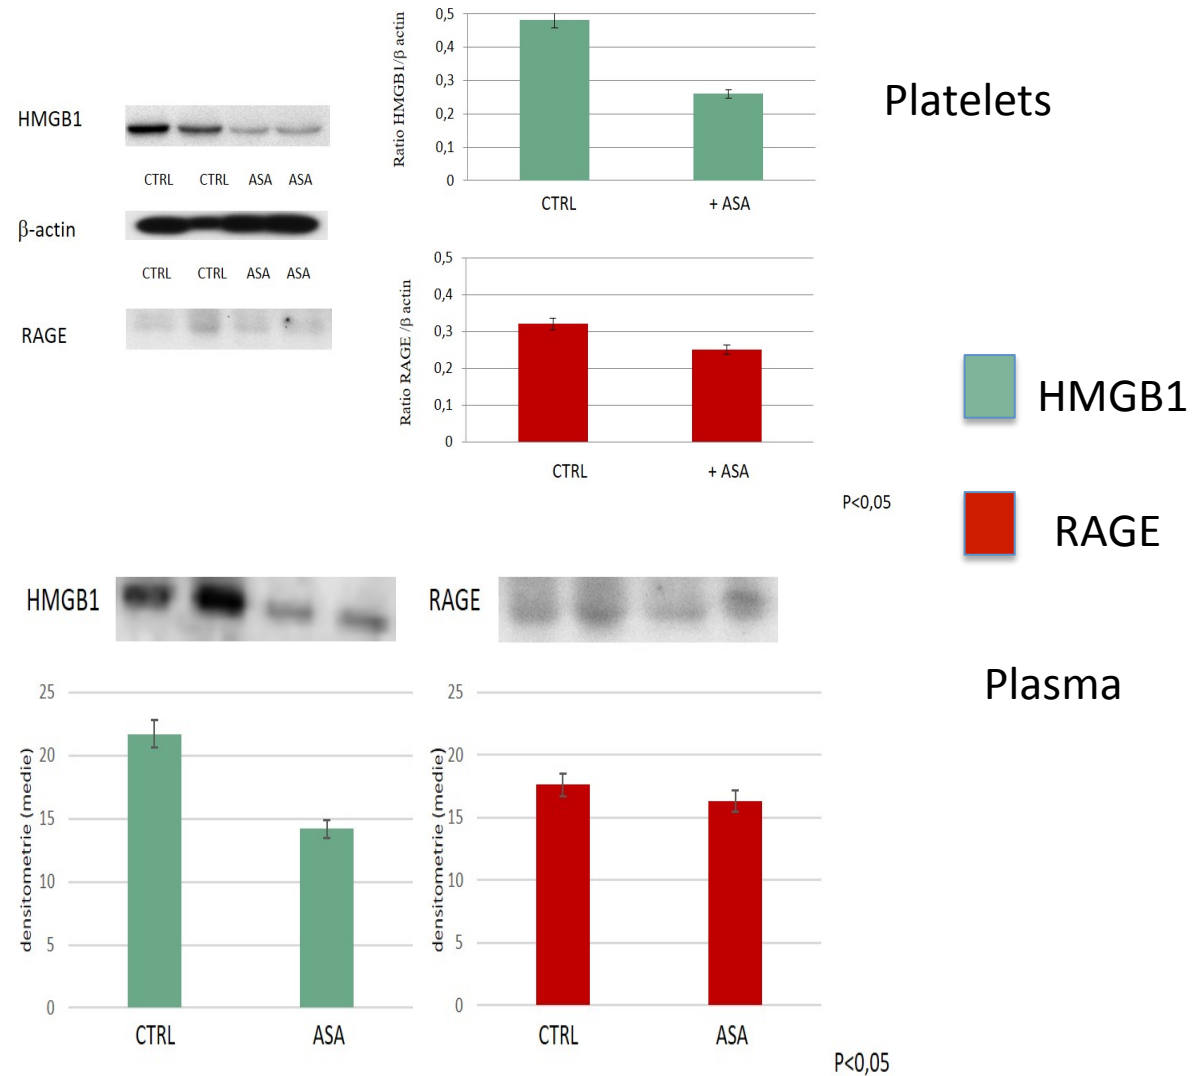 HMGB1
CTRL CTRL ASA ASA
β-actin
CTRL CTRL ASA ASA
RAGE
Ratio HMGB1/β actin
0,5
0,4
0,3
0,2
0,1
0
CTRL + ASA
Platelets
Ratio RAGE /β actin
0,5
0,4
0,3
0,2
0,1
0
CTRL + ASA
P<0,05
HMGB1
RAGE
HMGB1
RAGE
Plasma
densitometrie (medie)
25
20
15
10
5
0
CTRL ASA
densitometrie (medie)
25
20
15
10
5
0
CTRL ASA
P<0,05